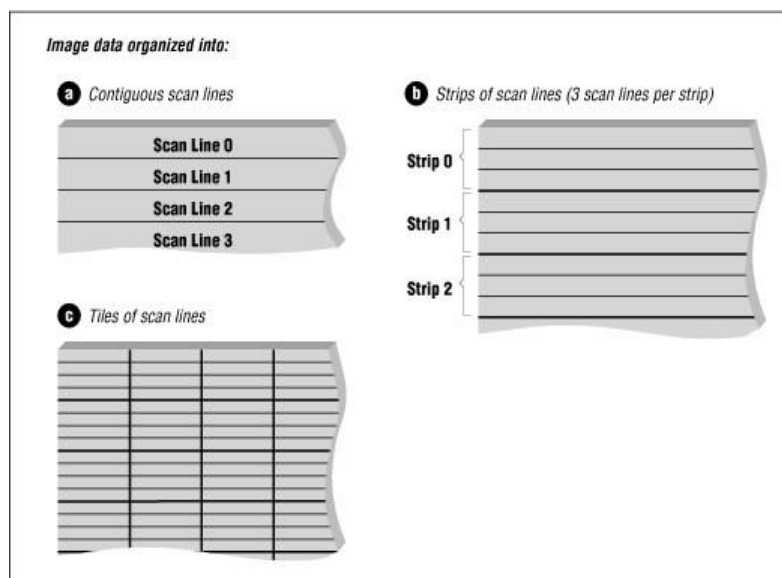 Image data organized into:
a Contiguous scan lines
Scan Line 0
Scan Line 1
Scan Line 2
Scan Line 3
b Strips of scan lines (3 scan lines per strip)
Strip 0
Strip 1
Strip 2
c Tiles of scan lines